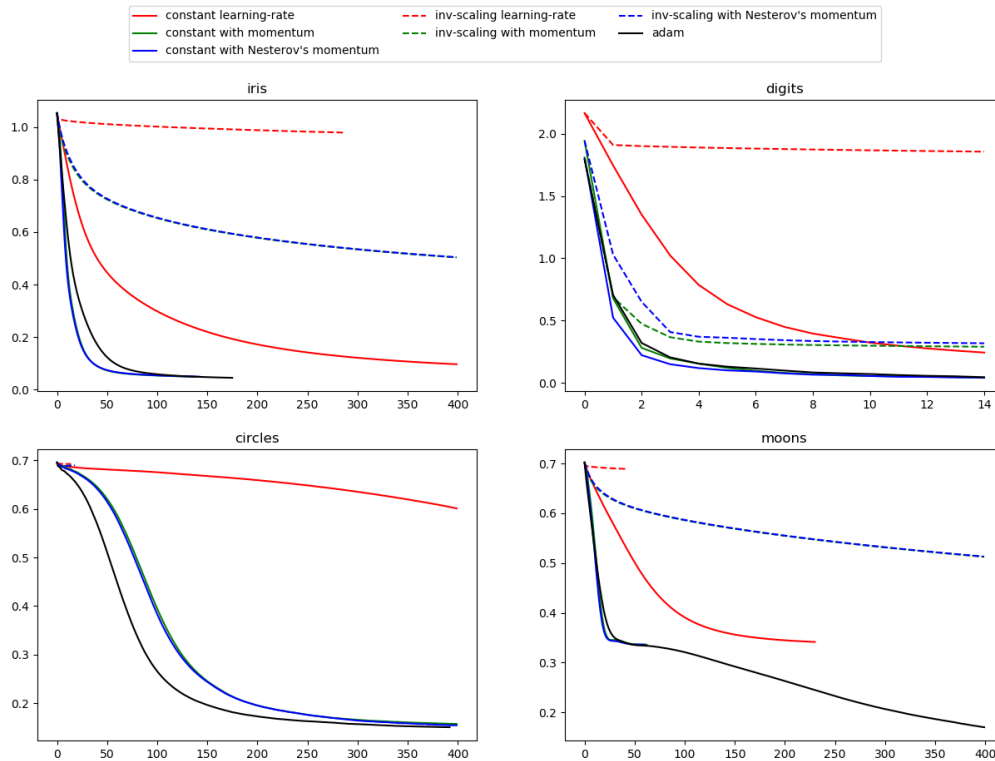 constant learning-rate
constant with momentum
constant with Nesterov's momentum
inv-scaling learning-rate
inv-scaling with momentum
inv-scaling with Nesterov's momentum
adam
iris
1.0
0.8
0.6
0.4
0.2
0.0
0 50 100 150 200 250 300 350 400
digits
2.0
1.5
1.0
0.5
0.0
0 2 4 6 8 10 12 14
circles
0.7
0.6
0.5
0.4
0.3
0.2
0 50 100 150 200 250 300 350 400
moons
0.7
0.6
0.5
0.4
0.3
0.2
0 50 100 150 200 250 300 350 400